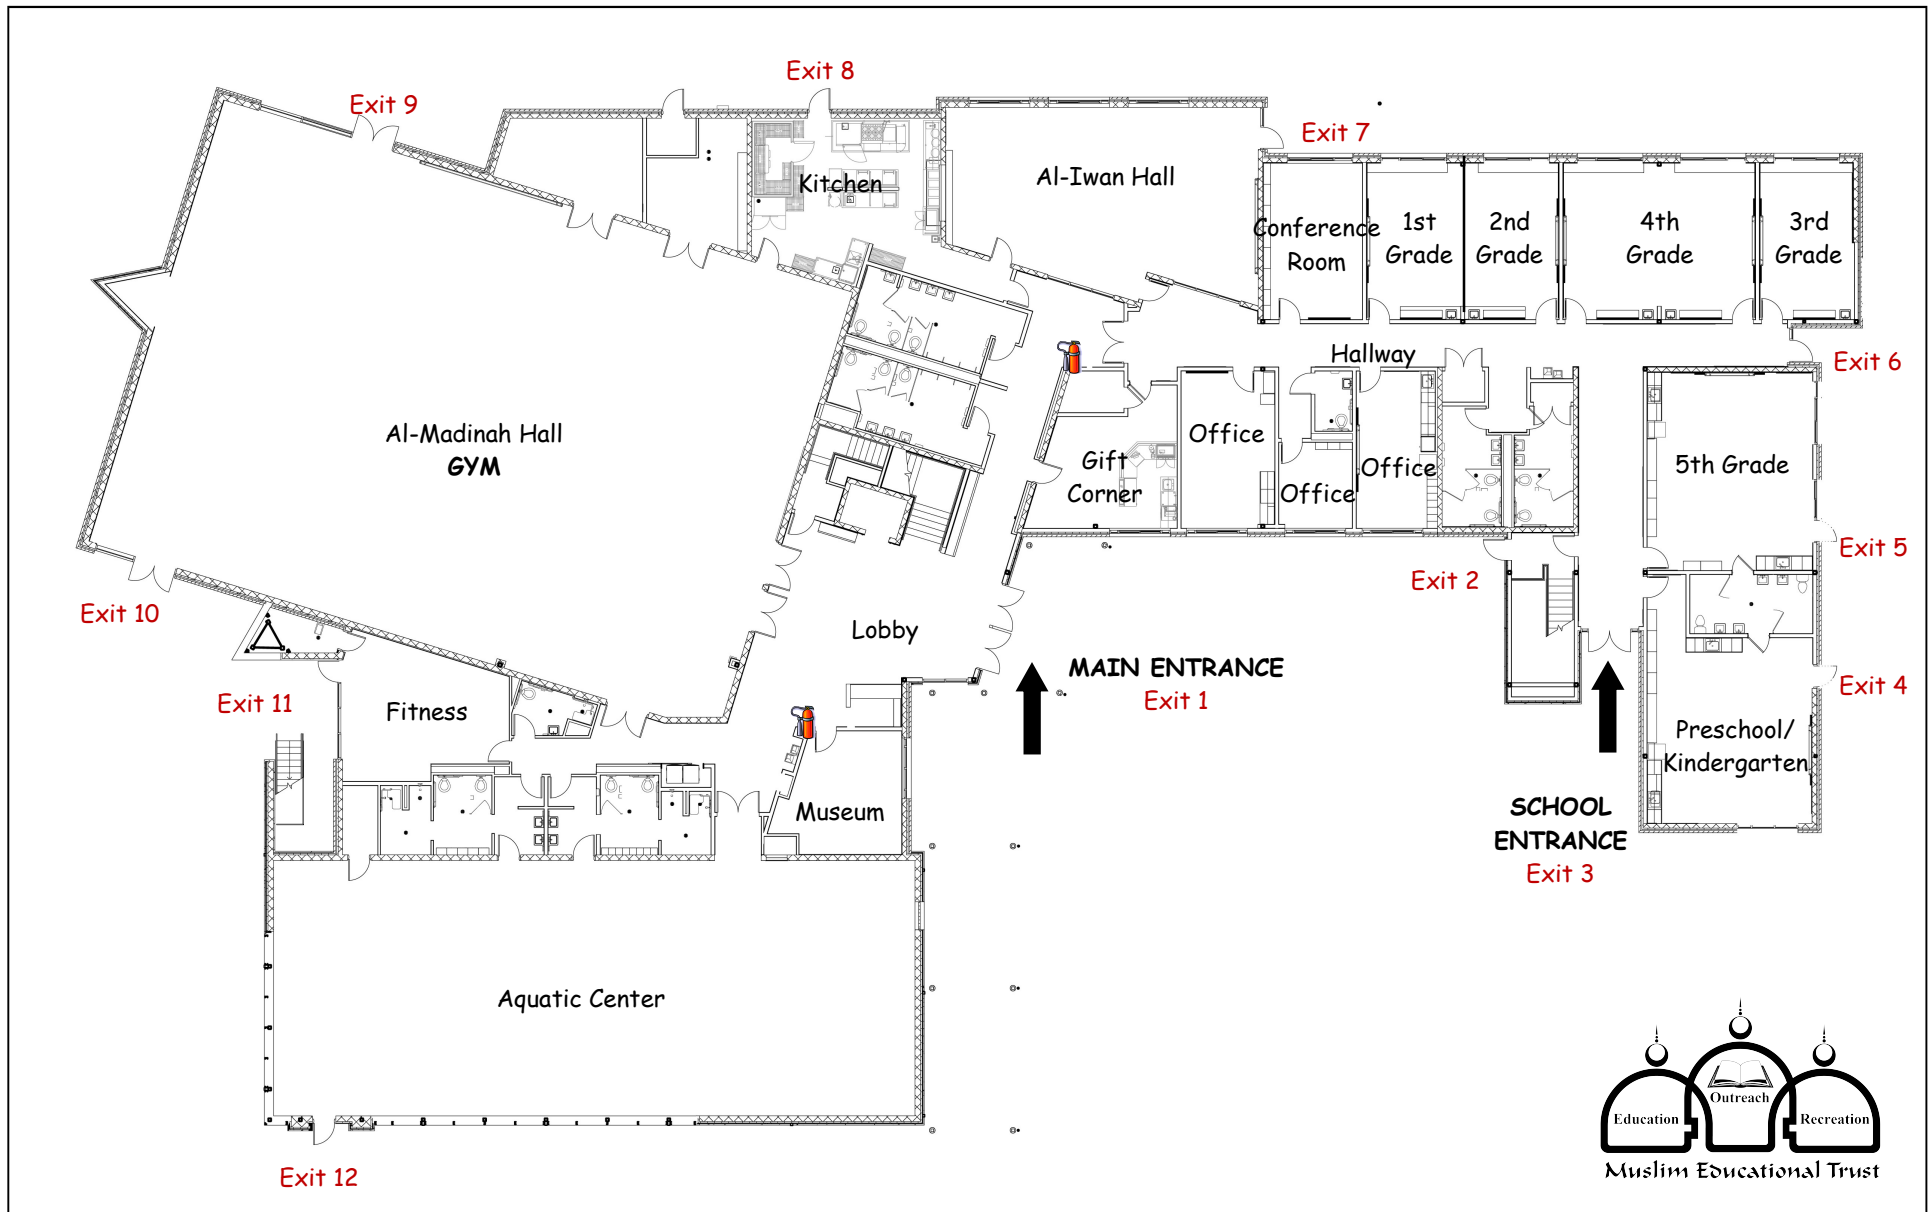 Exit 8
Exit 9
Exit 7
Al-Iwan Hall
Kitchen
Conference
Room
1st
Grade
2nd
Grade
4th
Grade
3rd
Grade
Hallway
Exit 6
Al-Madinah Hall
GYM
Gift
Corner
Office
Office
Office
5th Grade
Exit 5
Exit 2
Exit 10
Lobby
MAIN ENTRANCE
Exit 1
Exit 4
Exit 11
Fitness
Preschool/
Kindergarten
Museum
SCHOOL
ENTRANCE
Exit 3
Aquatic Center
Exit 12
Education
Outreach
Recreation
Muslim Educational Trust